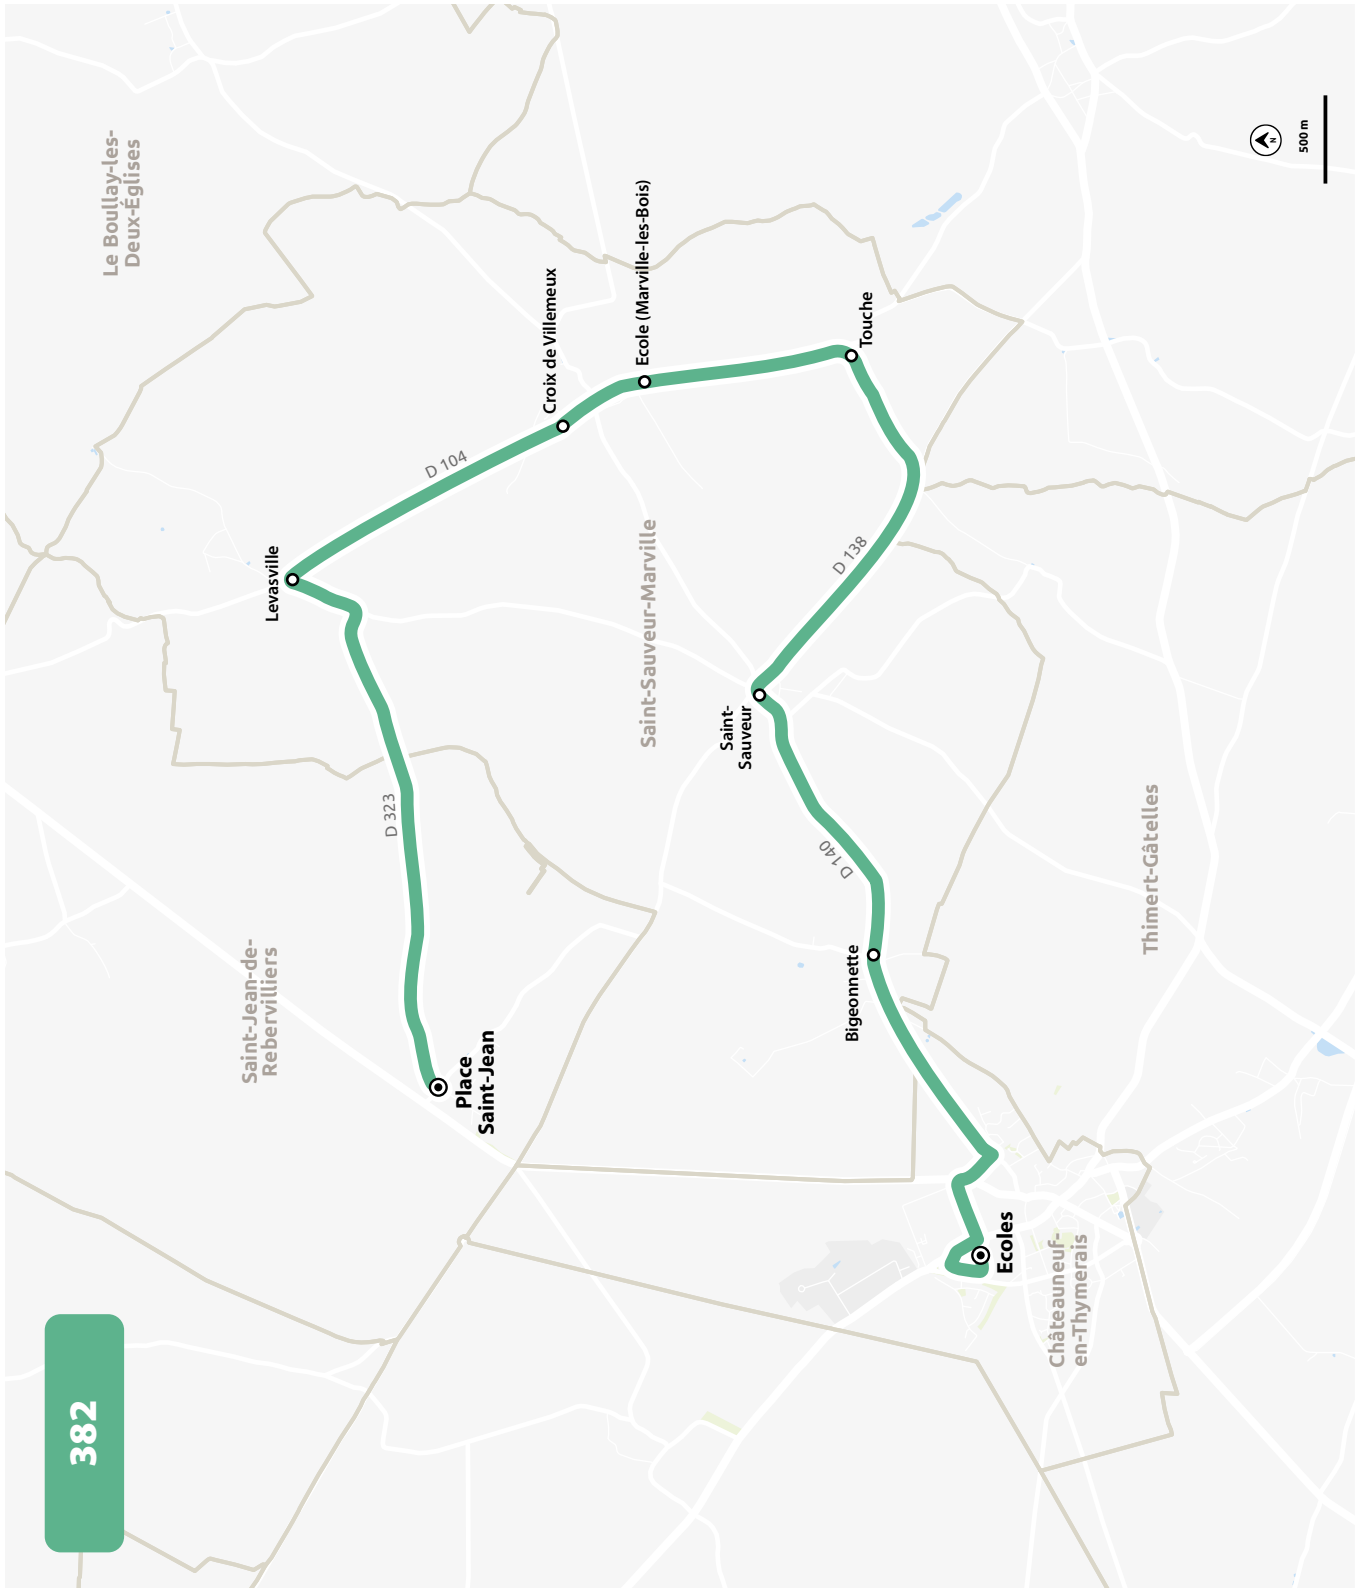 382
Le Boullay-les-
Deux-Églises
Saint-Jean-de-
Rebervilliers
Levasville
D 323
D 104
Place
Saint-Jean
Croix de Villemeux
Ecole (Marville-les-Bois)
Saint-Sauveur-Marville
Saint-
Sauveur
D 140
D 138
Touche
Bigeonnette
Ecoles
Châteauneuf-
en-Thymerais
Thimert-Gâtelles
N
500 m